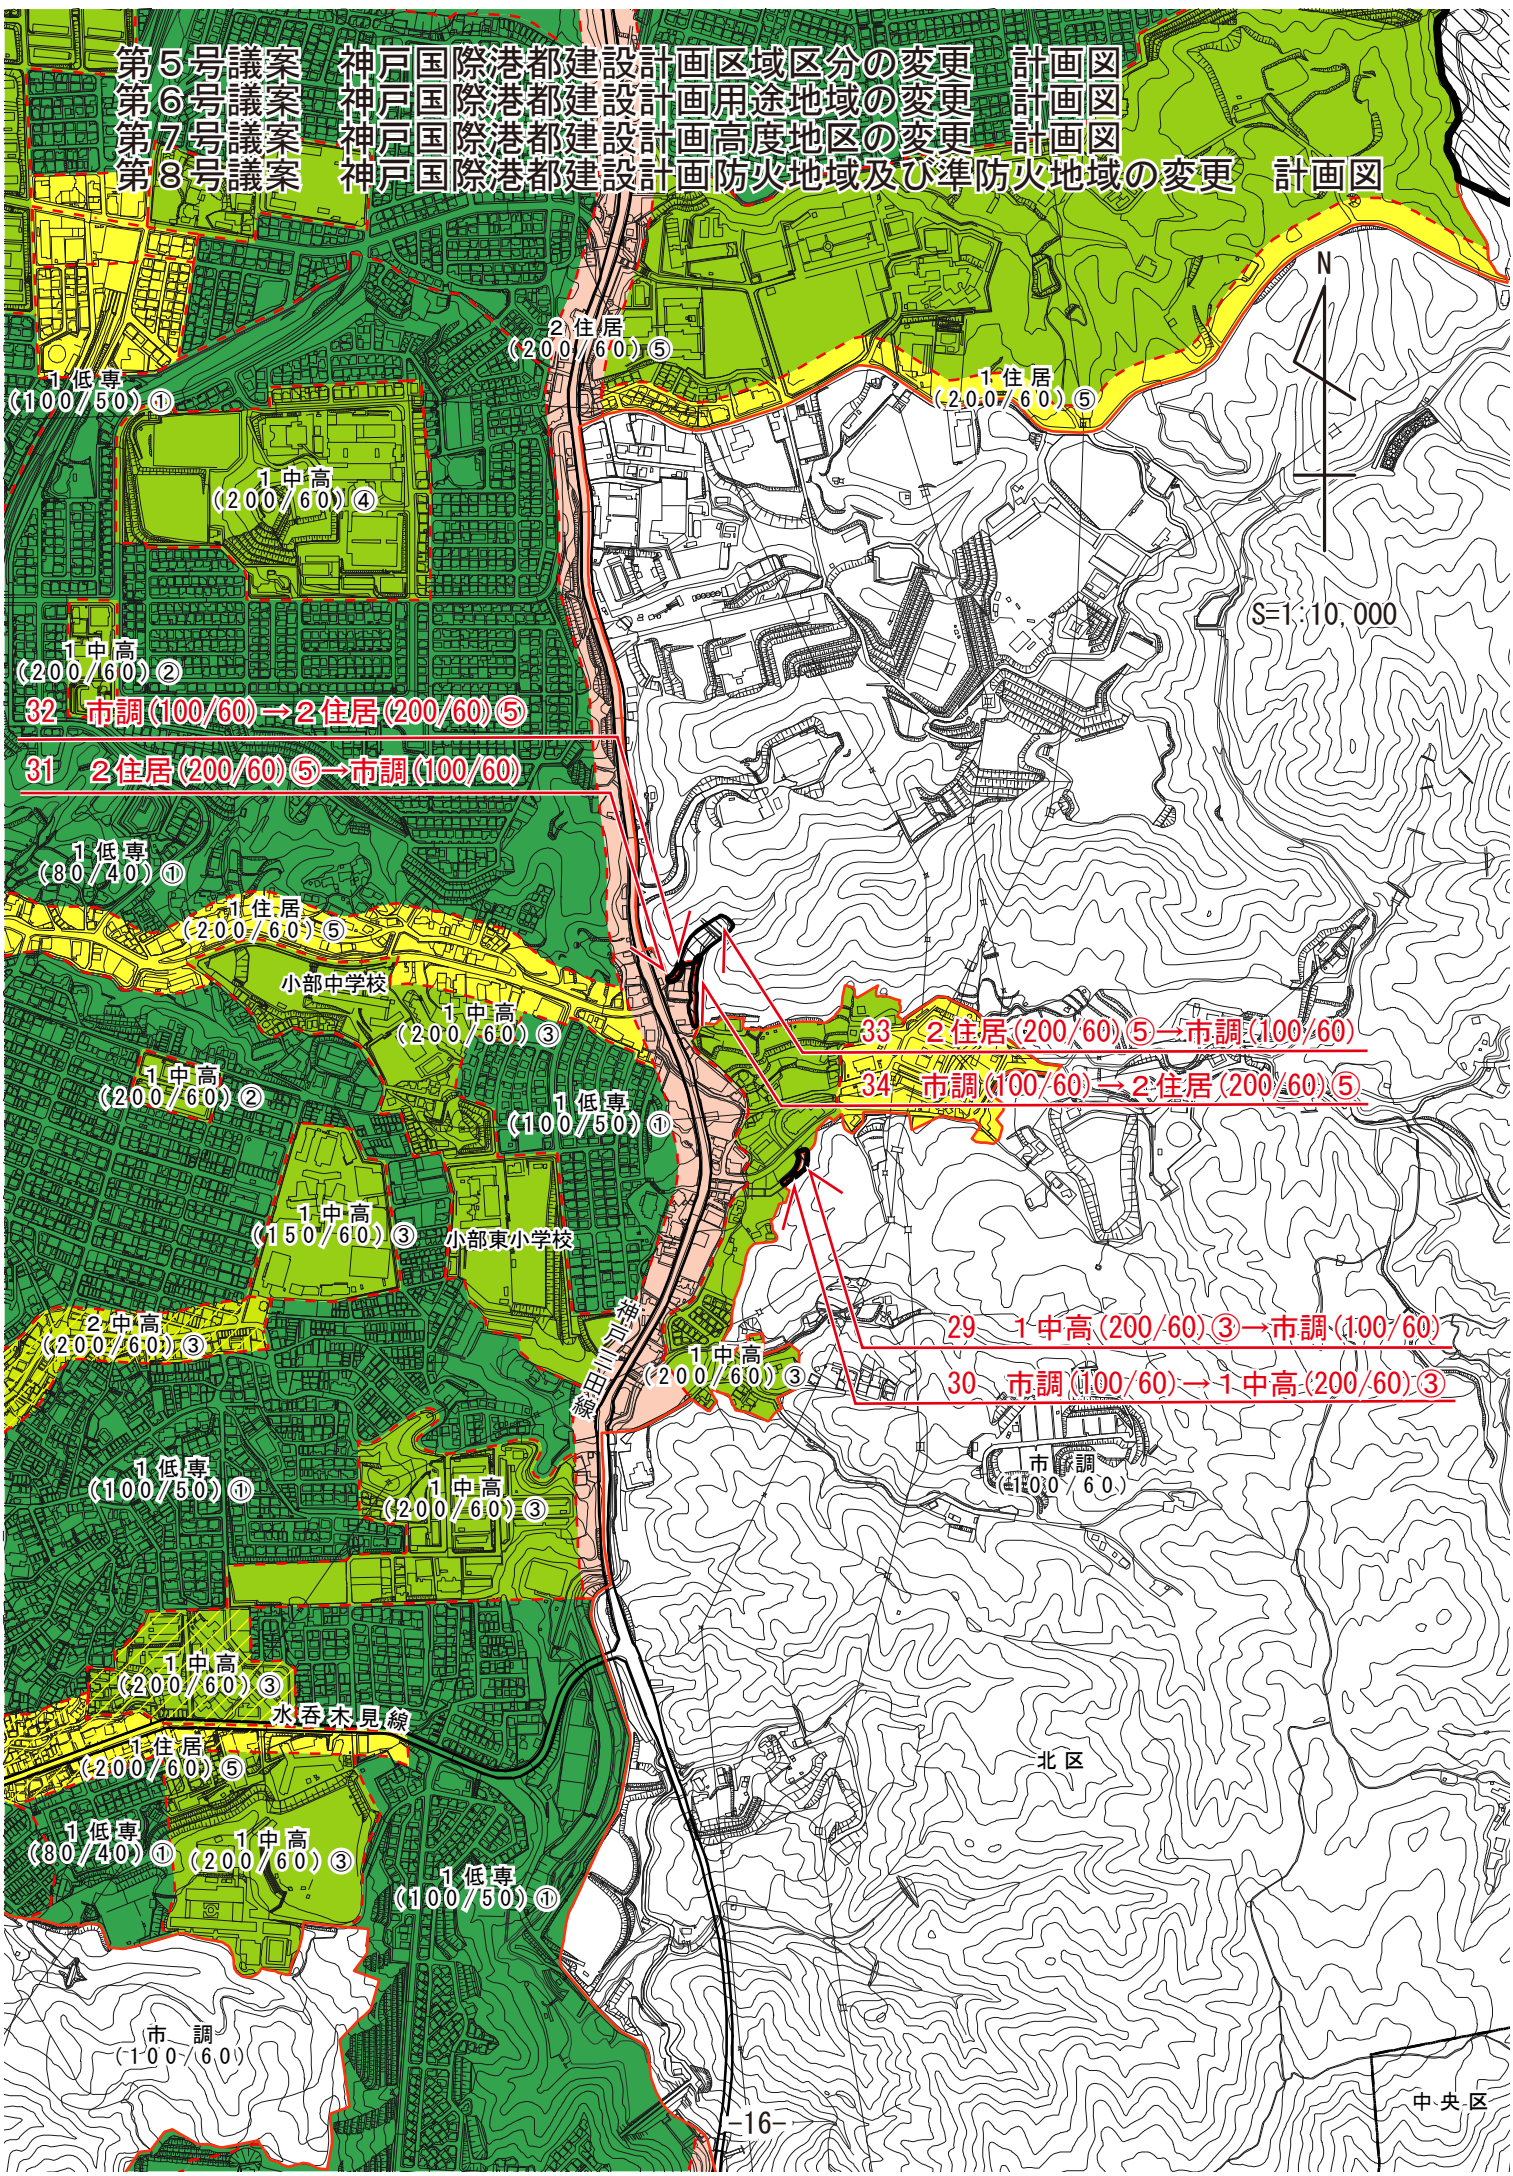 第５号議案　神戸国際港都建設計画区域区分の変更　計画図
第６号議案　神戸国際港都建設計画用途地域の変更　計画図
第７号議案　神戸国際港都建設計画高度地区の変更　計画図
第８号議案　神戸国際港都建設計画防火地域及び準防火地域の変更　計画図
N
２住居
(200/60)⑤
１低専
(100/50)①
１住居
(200/60)⑤
１中高
(200/60)④
S=1:10,000
１中高
(200/60)②
32　市調(100/60)→２住居(200/60)⑤
31　２住居(200/60)⑤→市調(100/60)
１低専
(80/40)①
１住居
(200/60)⑤
小部中学校
１中高
(200/60)③
33　２住居(200/60)⑤→市調(100/60)
34　市調(100/60)→２住居(200/60)⑤
１中高
(200/60)②
１低専
(100/50)①
１中高
(150/60)③
小部東小学校
神戸三田線
２中高
(200/60)③
29　１中高(200/60)③→市調(100/60)
30　市調(100/60)→１中高(200/60)③
１中高
(200/60)③
市　調
(100/60)
１低専
(100/50)①
１中高
(200/60)③
１中高
(200/60)③
水呑木見線
１住居
(200/60)⑤
北区
１低専
(80/40)①
１中高
(200/60)③
１低専
(100/50)①
市　調
(100/60)
中央区
-16-